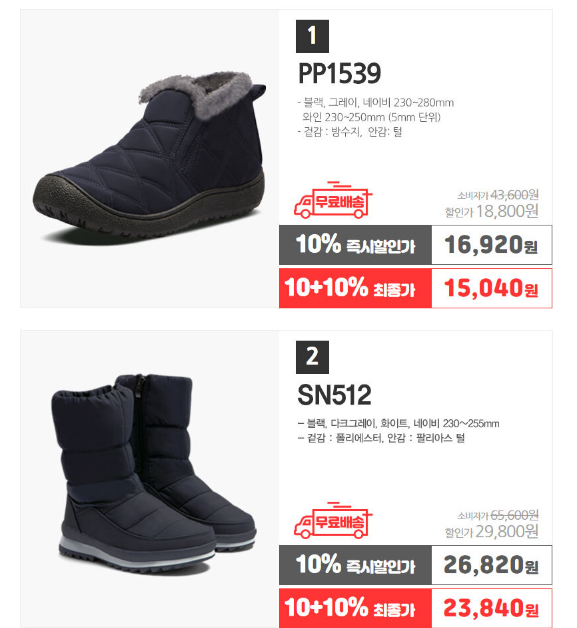 1
PP1539
- 블랙, 그레이, 네이비 230~280mm
와인 230~250mm (5mm 단위)
- 겉감 : 방수지, 안감: 털
무료배송
소비자가 43,600원
할인가 18,800원
10% 즉시할인가 16,920원
10+10% 최종가 15,040원
2
SN512
- 블랙, 다크그레이, 화이트, 네이비 230~255mm
- 겉감 : 폴리에스터, 안감 : 팔리아스 털
무료배송
소비자가 65,600원
할인가 29,800원
10% 즉시할인가 26,820원
10+10% 최종가 23,840원